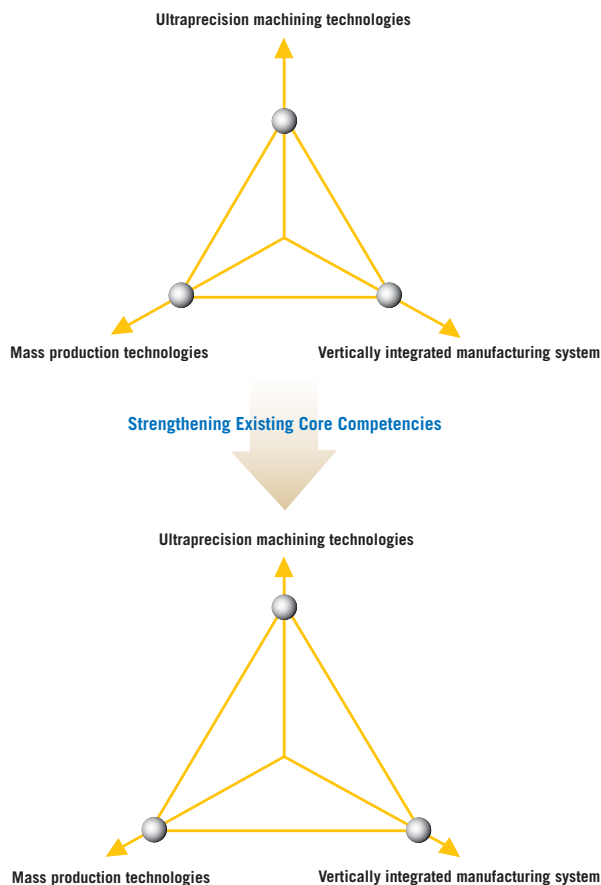 Ultraprecision machining technologies
Mass production technologies
Vertically integrated manufacturing system
Strengthening Existing Core Competencies
Ultraprecision machining technologies
Mass production technologies
Vertically integrated manufacturing system